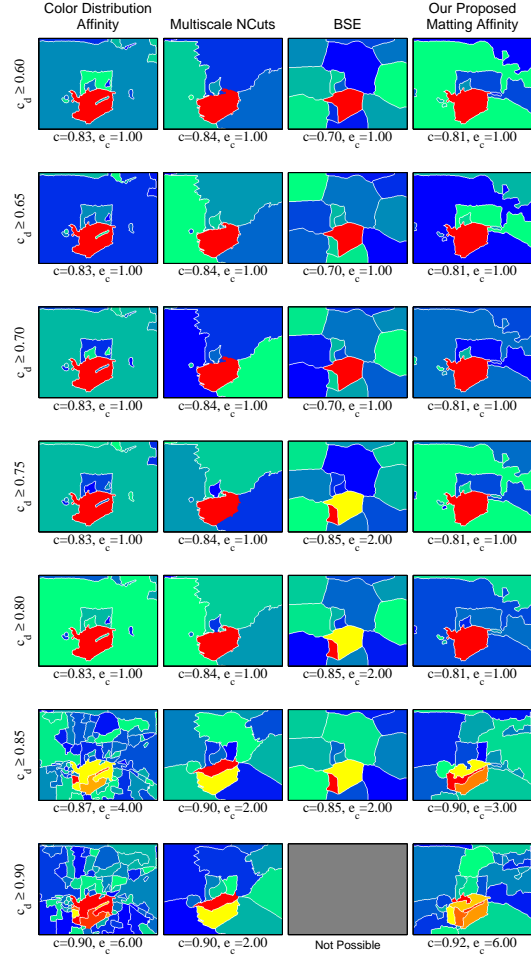 Color Distribution Affinity
Multiscale NCuts
BSE
Our Proposed Matting Affinity
c_p ≥ 0.60
c=0.83, e_c=1.00
c=0.84, e_c=1.00
c=0.70, e_c=1.00
c=0.81, e_c=1.00
c_p ≥ 0.65
c=0.83, e_c=1.00
c=0.84, e_c=1.00
c=0.70, e_c=1.00
c=0.81, e_c=1.00
c_p ≥ 0.70
c=0.83, e_c=1.00
c=0.84, e_c=1.00
c=0.70, e_c=1.00
c=0.81, e_c=1.00
c_p ≥ 0.75
c=0.83, e_c=1.00
c=0.84, e_c=1.00
c=0.85, e_c=2.00
c=0.81, e_c=1.00
c_p ≥ 0.80
c=0.83, e_c=1.00
c=0.84, e_c=1.00
c=0.85, e_c=2.00
c=0.81, e_c=1.00
c_p ≥ 0.85
c=0.87, e_c=4.00
c=0.90, e_c=2.00
c=0.85, e_c=2.00
c=0.90, e_c=3.00
c_p ≥ 0.90
c=0.90, e_c=6.00
c=0.90, e_c=2.00
Not Possible
c=0.92, e_c=6.00